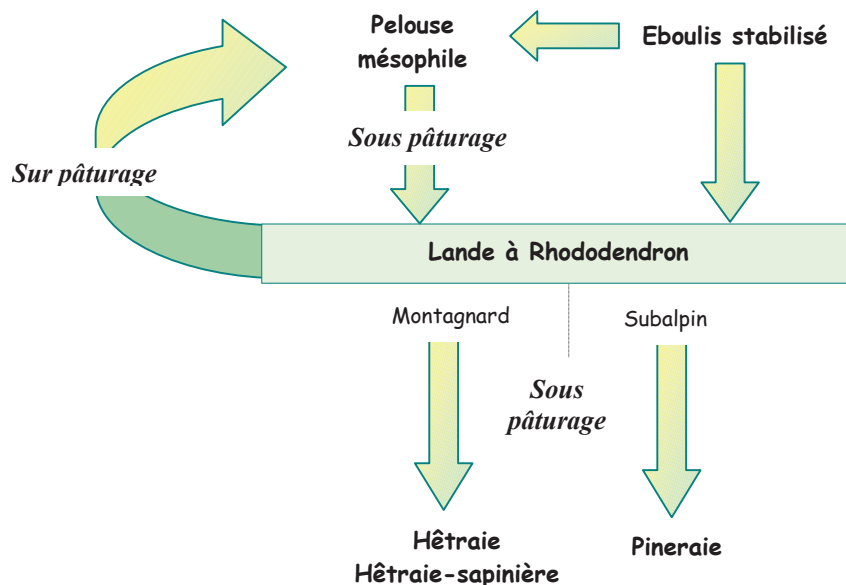 Pelouse
mésophile
Eboulis stabilisé
Sous pâturage
Sur pâturage
Lande à Rhododendron
Montagnard
Subalpin
Sous
pâturage
Hêtraie
Hêtraie-sapinière
Pineraie